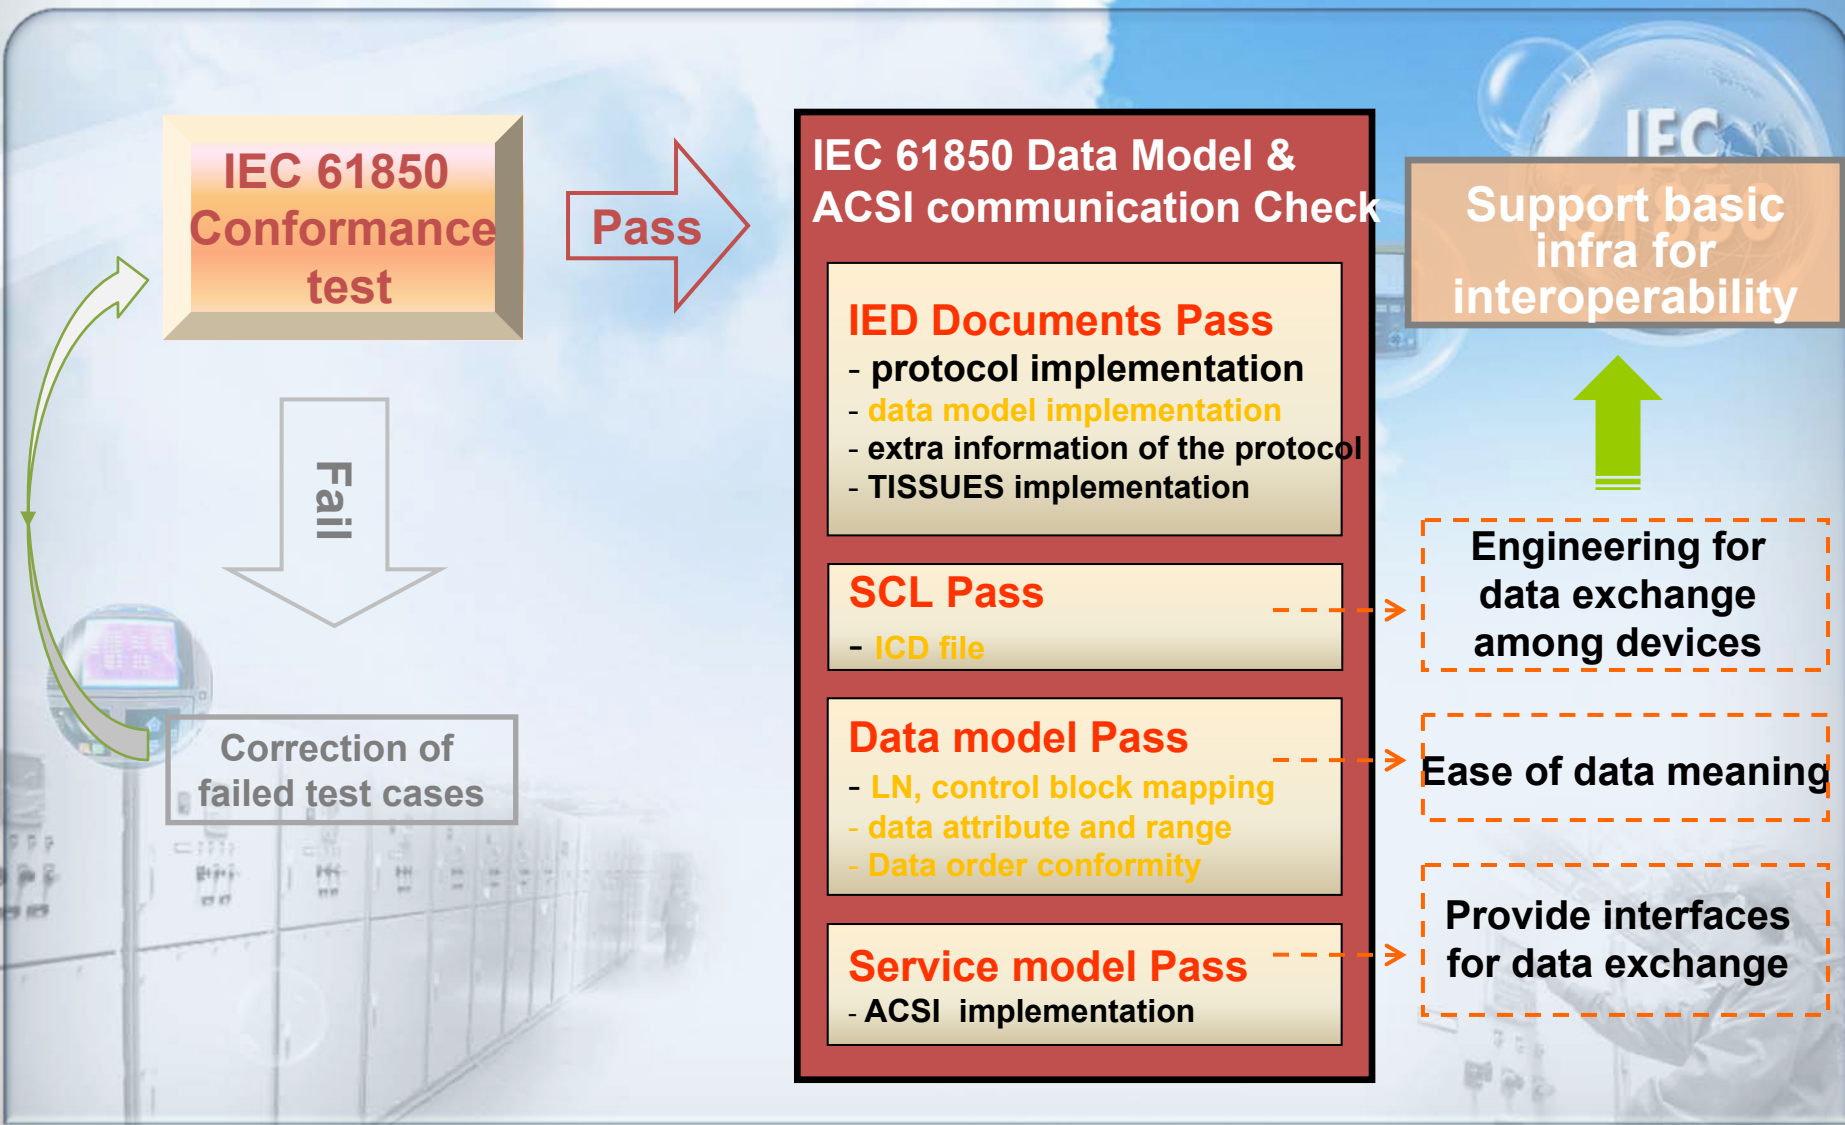 IEC 61850
Conformance
test
Pass
Fail
Correction of
failed test cases
IEC 61850 Data Model &
ACSI communication Check
IED Documents Pass
- protocol implementation
- data model implementation
- extra information of the protocol
- TISSUES implementation
SCL Pass
- ICD file
Data model Pass
- LN, control block mapping
- data attribute and range
- Data order conformity
Service model Pass
- ACSI implementation
IEC
61850
Support basic
infra for
interoperability
Engineering for
data exchange
among devices
Ease of data meaning
Provide interfaces
for data exchange